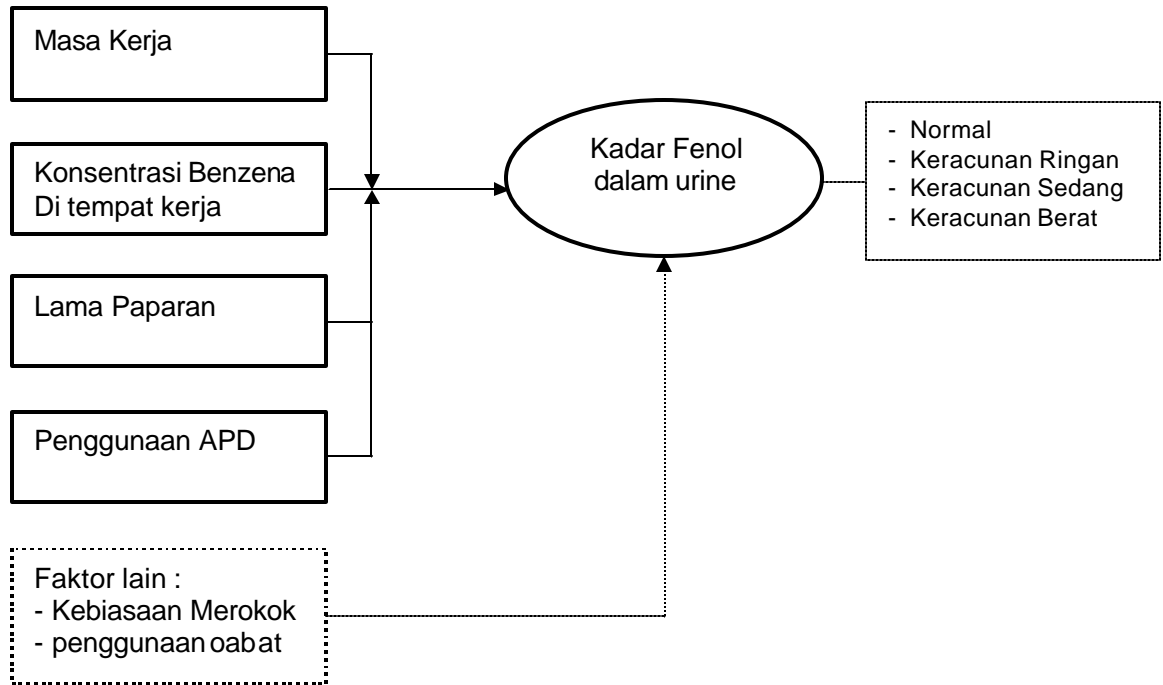 Masa Kerja
Konsentrasi Benzena
Di tempat kerja
Lama Paparan
Penggunaan APD
Faktor lain :
- Kebiasaan Merokok
- penggunaan oabat
Kadar Fenol
dalam urine
- Normal
- Keracunan Ringan
- Keracunan Sedang
- Keracunan Berat